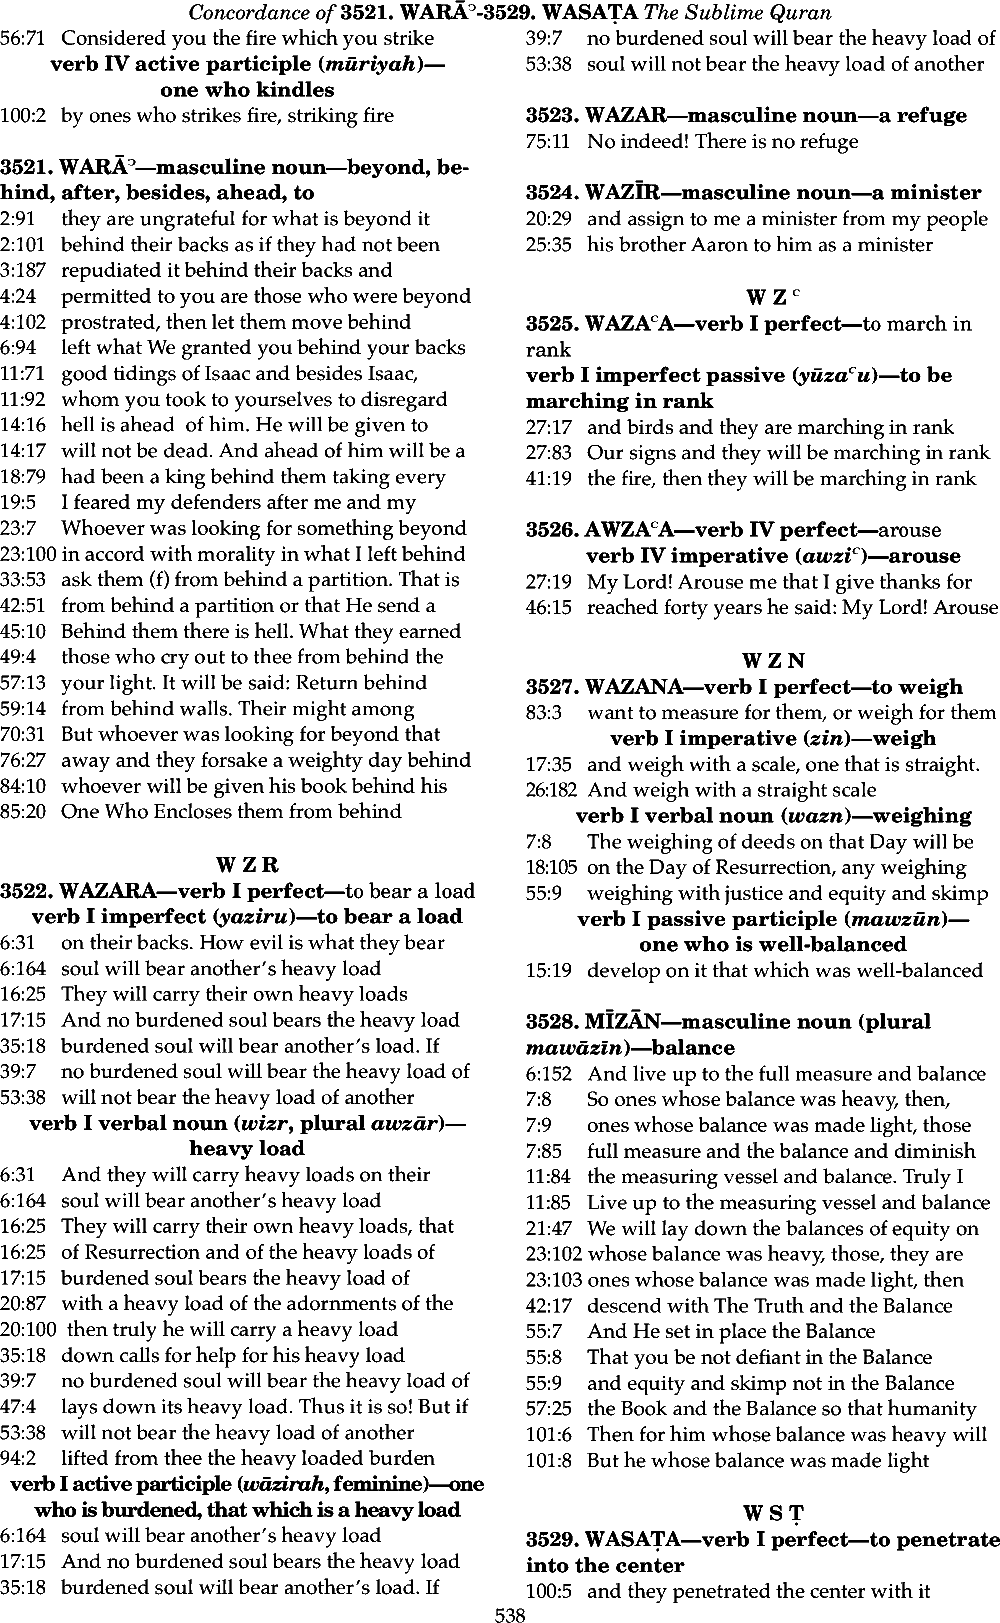 Concordance of 3521. WARĀᵓ-3529. WASAṬA The Sublime Quran
56:71 Considered you the fire which you strike
verb IV active participle (mūriyah)—
one who kindles
100:2 by ones who strikes fire, striking fire
3521. WARĀᵓ—masculine noun—beyond, be-
hind, after, besides, ahead, to
2:91 they are ungrateful for what is beyond it
2:101 behind their backs as if they had not been
3:187 repudiated it behind their backs and
4:24 permitted to you are those who were beyond
4:102 prostrated, then let them move behind
6:94 left what We granted you behind your backs
11:71 good tidings of Isaac and besides Isaac,
11:92 whom you took to yourselves to disregard
14:16 hell is ahead of him. He will be given to
14:17 will not be dead. And ahead of him will be a
18:79 had been a king behind them taking every
19:5 I feared my defenders after me and my
23:7 Whoever was looking for something beyond
23:100 in accord with morality in what I left behind
33:53 ask them (f) from behind a partition. That is
42:51 from behind a partition or that He send a
45:10 Behind them there is hell. What they earned
49:4 those who cry out to thee from behind the
57:13 your light. It will be said: Return behind
59:14 from behind walls. Their might among
70:31 But whoever was looking for beyond that
76:27 away and they forsake a weighty day behind
84:10 whoever will be given his book behind his
85:20 One Who Encloses them from behind
W Z R
3522. WAZARA—verb I perfect—to bear a load
verb I imperfect (yaziru)—to bear a load
6:31 on their backs. How evil is what they bear
6:164 soul will bear another's heavy load
16:25 They will carry their own heavy loads
17:15 And no burdened soul bears the heavy load
35:18 burdened soul will bear another's load. If
39:7 no burdened soul will bear the heavy load of
53:38 will not bear the heavy load of another
verb I verbal noun (wizr, plural awzār)—
heavy load
6:31 And they will carry heavy loads on their
6:164 soul will bear another's heavy load
16:25 They will carry their own heavy loads, that
16:25 of Resurrection and of the heavy loads of
17:15 burdened soul bears the heavy load of
20:87 with a heavy load of the adornments of the
20:100 then truly he will carry a heavy load
35:18 down calls for help for his heavy load
39:7 no burdened soul will bear the heavy load of
47:4 lays down its heavy load. Thus it is so! But if
53:38 will not bear the heavy load of another
94:2 lifted from thee the heavy loaded burden
verb I active participle (wāzirah, feminine)—one
who is burdened, that which is a heavy load
6:164 soul will bear another's heavy load
17:15 And no burdened soul bears the heavy load
35:18 burdened soul will bear another's load. If
39:7 no burdened soul will bear the heavy load of
53:38 soul will not bear the heavy load of another
3523. WAZAR—masculine noun—a refuge
75:11 No indeed! There is no refuge
3524. WAZĪR—masculine noun—a minister
20:29 and assign to me a minister from my people
25:35 his brother Aaron to him as a minister
W Z ᶜ
3525. WAZAᶜA—verb I perfect—to march in
rank
verb I imperfect passive (yūzaᶜu)—to be
marching in rank
27:17 and birds and they are marching in rank
27:83 Our signs and they will be marching in rank
41:19 the fire, then they will be marching in rank
3526. AWZAᶜA—verb IV perfect—arouse
verb IV imperative (awziᶜ)—arouse
27:19 My Lord! Arouse me that I give thanks for
46:15 reached forty years he said: My Lord! Arouse
W Z N
3527. WAZANA—verb I perfect—to weigh
83:3 want to measure for them, or weigh for them
verb I imperative (zin)—weigh
17:35 and weigh with a scale, one that is straight.
26:182 And weigh with a straight scale
verb I verbal noun (wazn)—weighing
7:8 The weighing of deeds on that Day will be
18:105 on the Day of Resurrection, any weighing
55:9 weighing with justice and equity and skimp
verb I passive participle (mawzūn)—
one who is well-balanced
15:19 develop on it that which was well-balanced
3528. MĪZĀN—masculine noun (plural
mawāzīn)—balance
6:152 And live up to the full measure and balance
7:8 So ones whose balance was heavy, then,
7:9 ones whose balance was made light, those
7:85 full measure and the balance and diminish
11:84 the measuring vessel and balance. Truly I
11:85 Live up to the measuring vessel and balance
21:47 We will lay down the balances of equity on
23:102 whose balance was heavy, those, they are
23:103 ones whose balance was made light, then
42:17 descend with The Truth and the Balance
55:7 And He set in place the Balance
55:8 That you be not defiant in the Balance
55:9 and equity and skimp not in the Balance
57:25 the Book and the Balance so that humanity
101:6 Then for him whose balance was heavy will
101:8 But he whose balance was made light
W S Ṭ
3529. WASAṬA—verb I perfect—to penetrate
into the center
100:5 and they penetrated the center with it
538